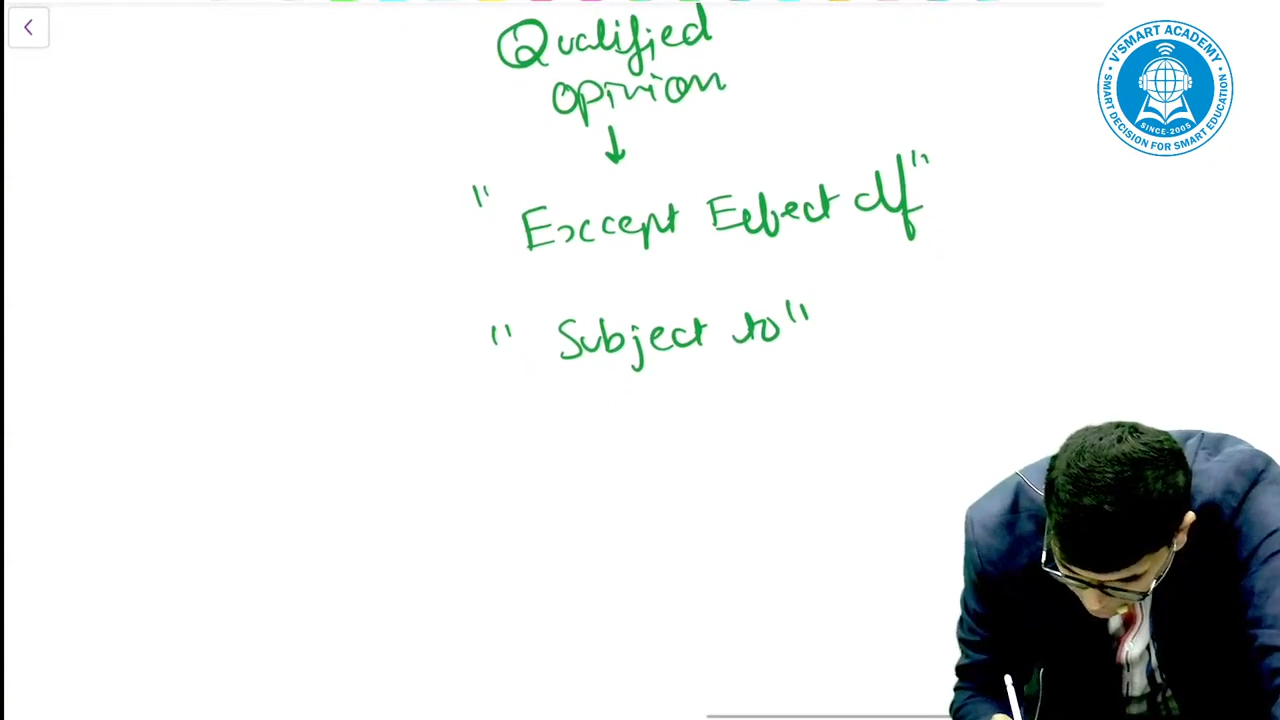 Qualified
opinion
"Except Effect of"
"Subject to"
V'SMART ACADEMY
SMART DECISION FOR SMART EDUCATION
SINCE-2005